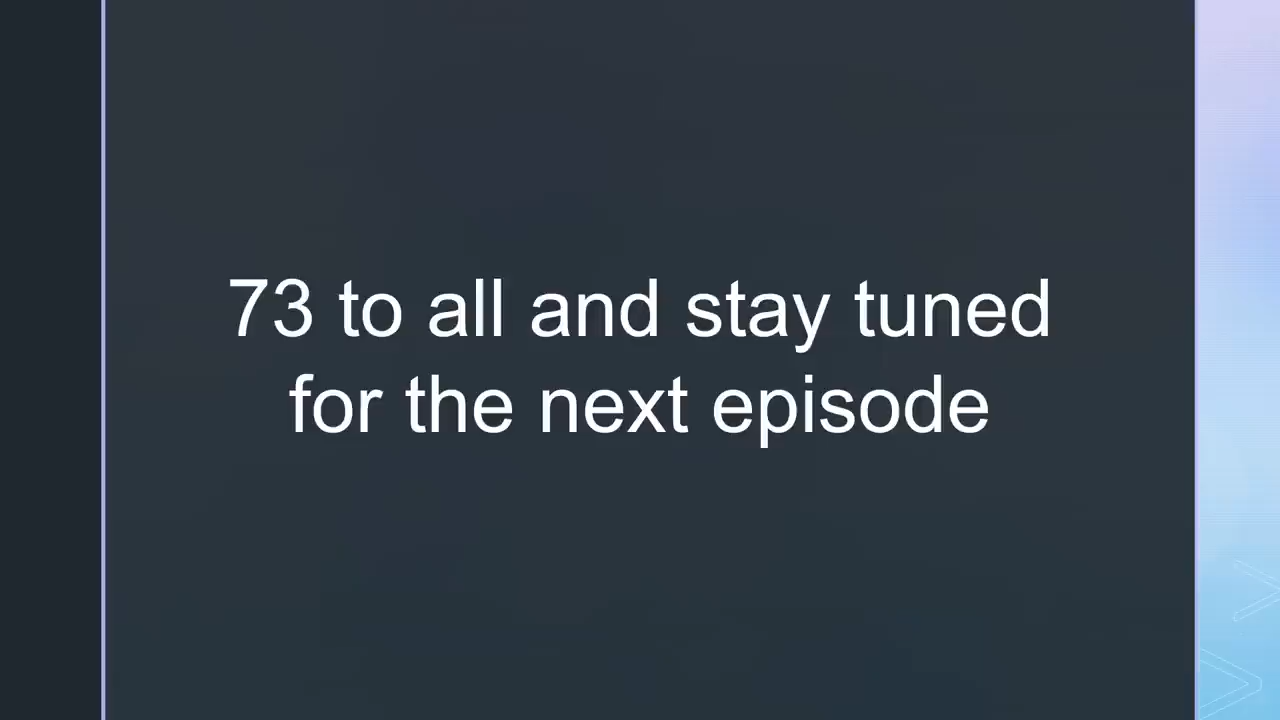 73 to all and stay tuned
for the next episode